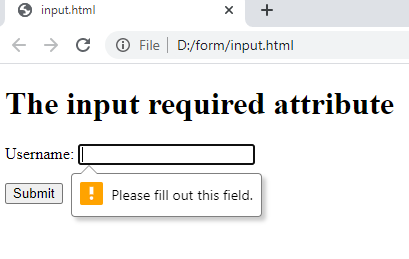 input.html
File | D:/form/input.html
The input required attribute
Username:
Submit
Please fill out this field.